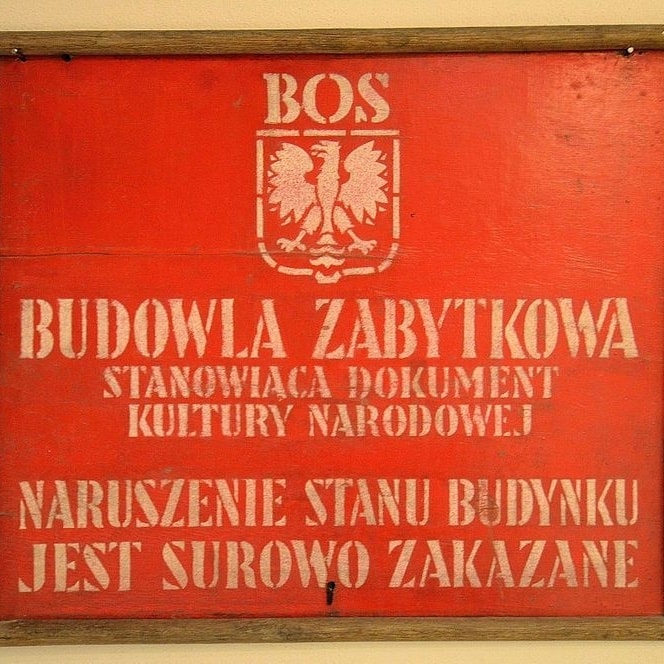 BOS
BUDOWLA ZABYTKOWA
STANOWIĄCA DOKUMENT
KULTURY NARODOWEJ
NARUSZENIE STANU BUDYNKU
JEST SUROWO ZAKAZANE